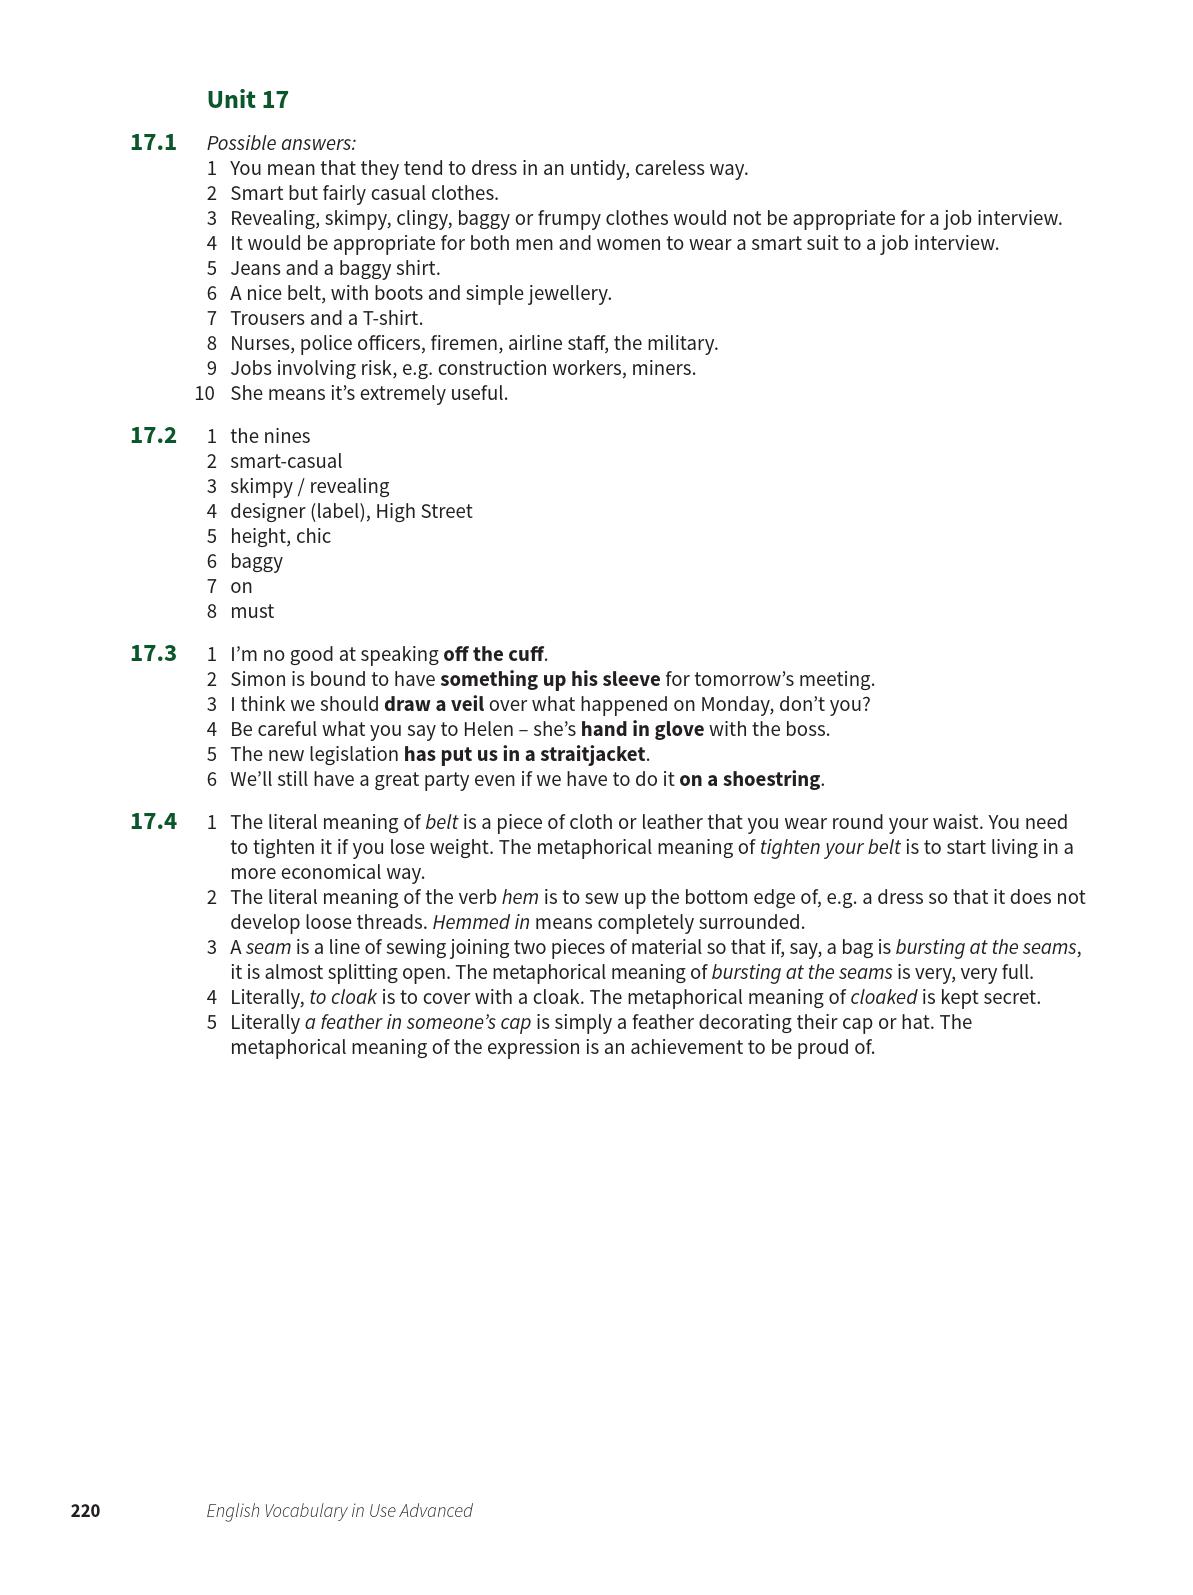 Unit 17
17.1 Possible answers:
1 You mean that they tend to dress in an untidy, careless way.
2 Smart but fairly casual clothes.
3 Revealing, skimpy, clingy, baggy or frumpy clothes would not be appropriate for a job interview.
4 It would be appropriate for both men and women to wear a smart suit to a job interview.
5 Jeans and a baggy shirt.
6 A nice belt, with boots and simple jewellery.
7 Trousers and a T-shirt.
8 Nurses, police officers, firemen, airline staff, the military.
9 Jobs involving risk, e.g. construction workers, miners.
10 She means it’s extremely useful.
17.2 1 the nines
2 smart-casual
3 skimpy / revealing
4 designer (label), High Street
5 height, chic
6 baggy
7 on
8 must
17.3 1 I’m no good at speaking off the cuff.
2 Simon is bound to have something up his sleeve for tomorrow’s meeting.
3 I think we should draw a veil over what happened on Monday, don’t you?
4 Be careful what you say to Helen – she’s hand in glove with the boss.
5 The new legislation has put us in a straitjacket.
6 We’ll still have a great party even if we have to do it on a shoestring.
17.4 1 The literal meaning of belt is a piece of cloth or leather that you wear round your waist. You need
to tighten it if you lose weight. The metaphorical meaning of tighten your belt is to start living in a
more economical way.
2 The literal meaning of the verb hem is to sew up the bottom edge of, e.g. a dress so that it does not
develop loose threads. Hemmed in means completely surrounded.
3 A seam is a line of sewing joining two pieces of material so that if, say, a bag is bursting at the seams,
it is almost splitting open. The metaphorical meaning of bursting at the seams is very, very full.
4 Literally, to cloak is to cover with a cloak. The metaphorical meaning of cloaked is kept secret.
5 Literally a feather in someone’s cap is simply a feather decorating their cap or hat. The
metaphorical meaning of the expression is an achievement to be proud of.
220 English Vocabulary in Use Advanced